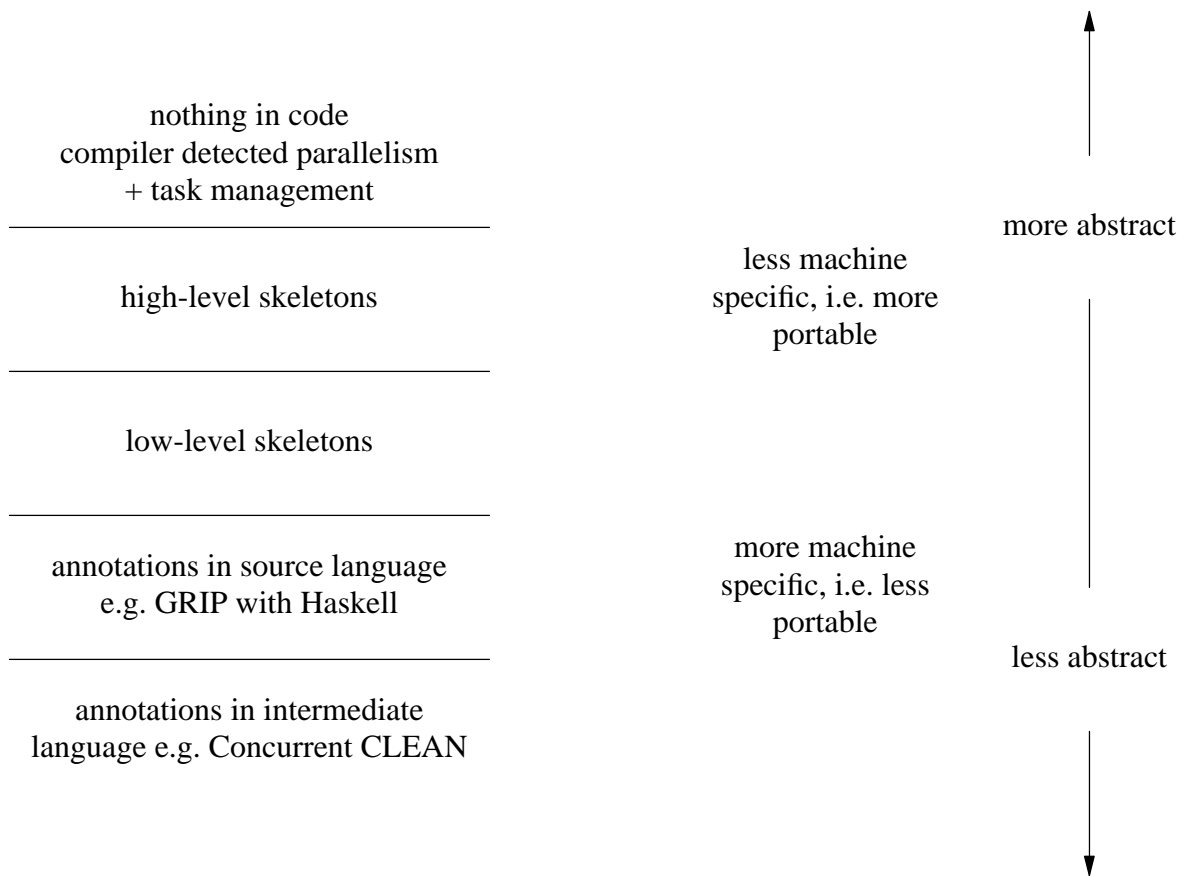 nothing in code
compiler detected parallelism
+ task management
high-level skeletons
low-level skeletons
annotations in source language
e.g. GRIP with Haskell
annotations in intermediate
language e.g. Concurrent CLEAN
less machine
specific, i.e. more
portable
more machine
specific, i.e. less
portable
more abstract
less abstract